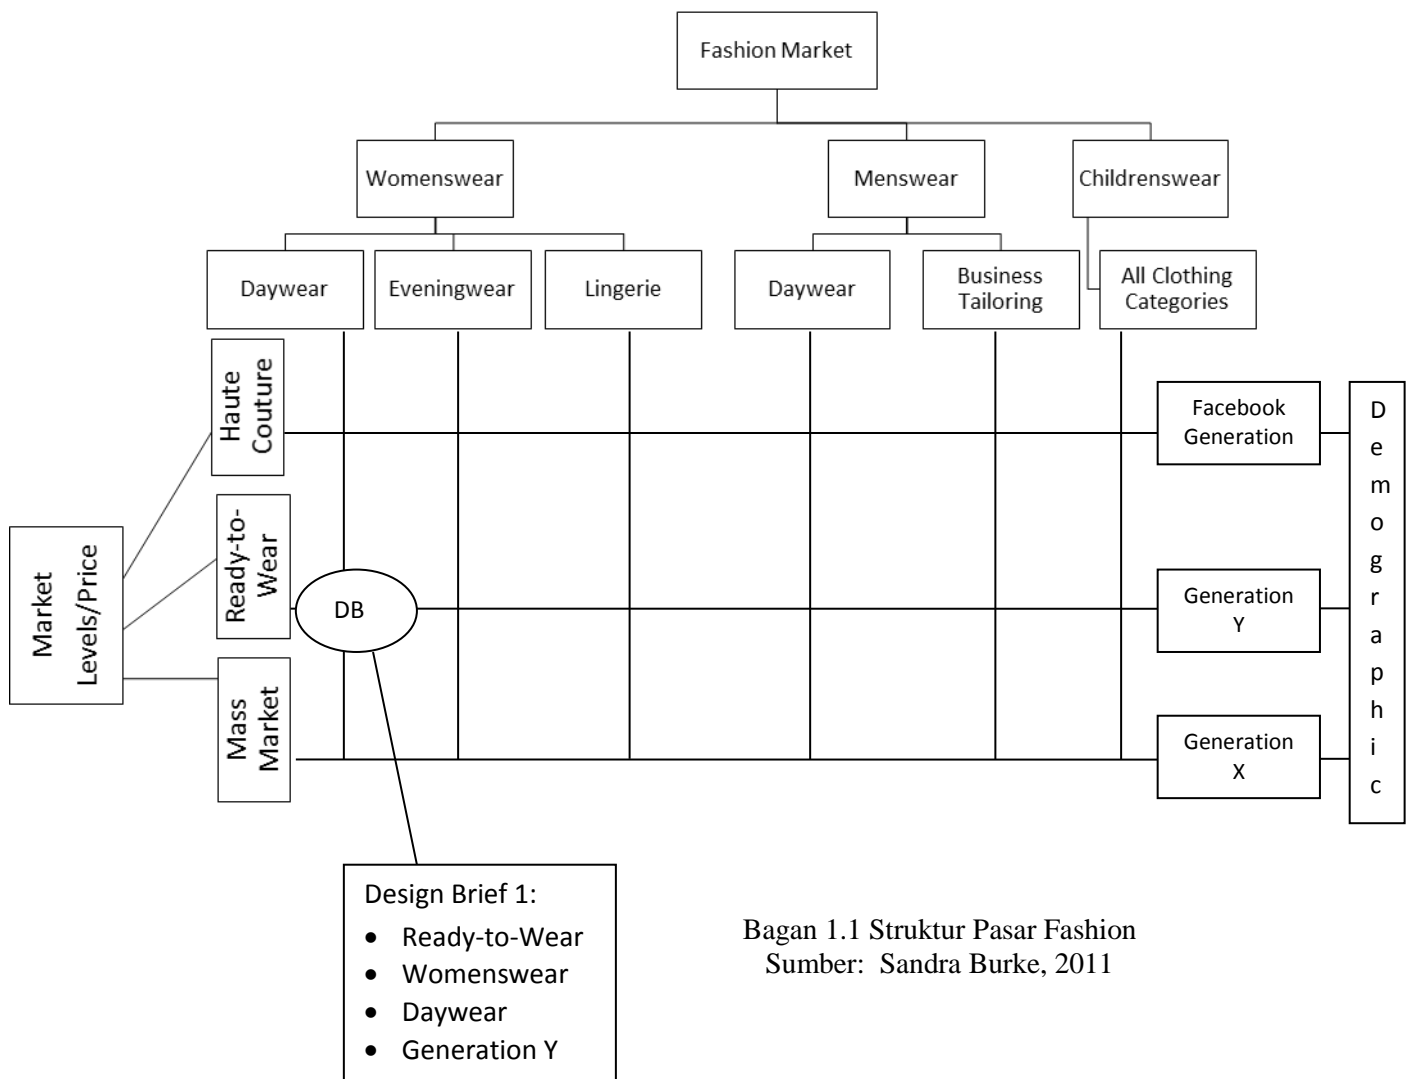 Fashion Market
Womenswear
Menswear
Childrenswear
Daywear
Eveningwear
Lingerie
Daywear
Business
Tailoring
All Clothing
Categories
Haute
Couture
Ready-to-
Wear
Mass
Market
Market
Levels/Price
DB
Facebook
Generation
Generation
Y
Generation
X
D
e
m
o
g
r
a
p
h
i
c
Design Brief 1:
• Ready-to-Wear
• Womenswear
• Daywear
• Generation Y
Bagan 1.1 Struktur Pasar Fashion
Sumber: Sandra Burke, 2011